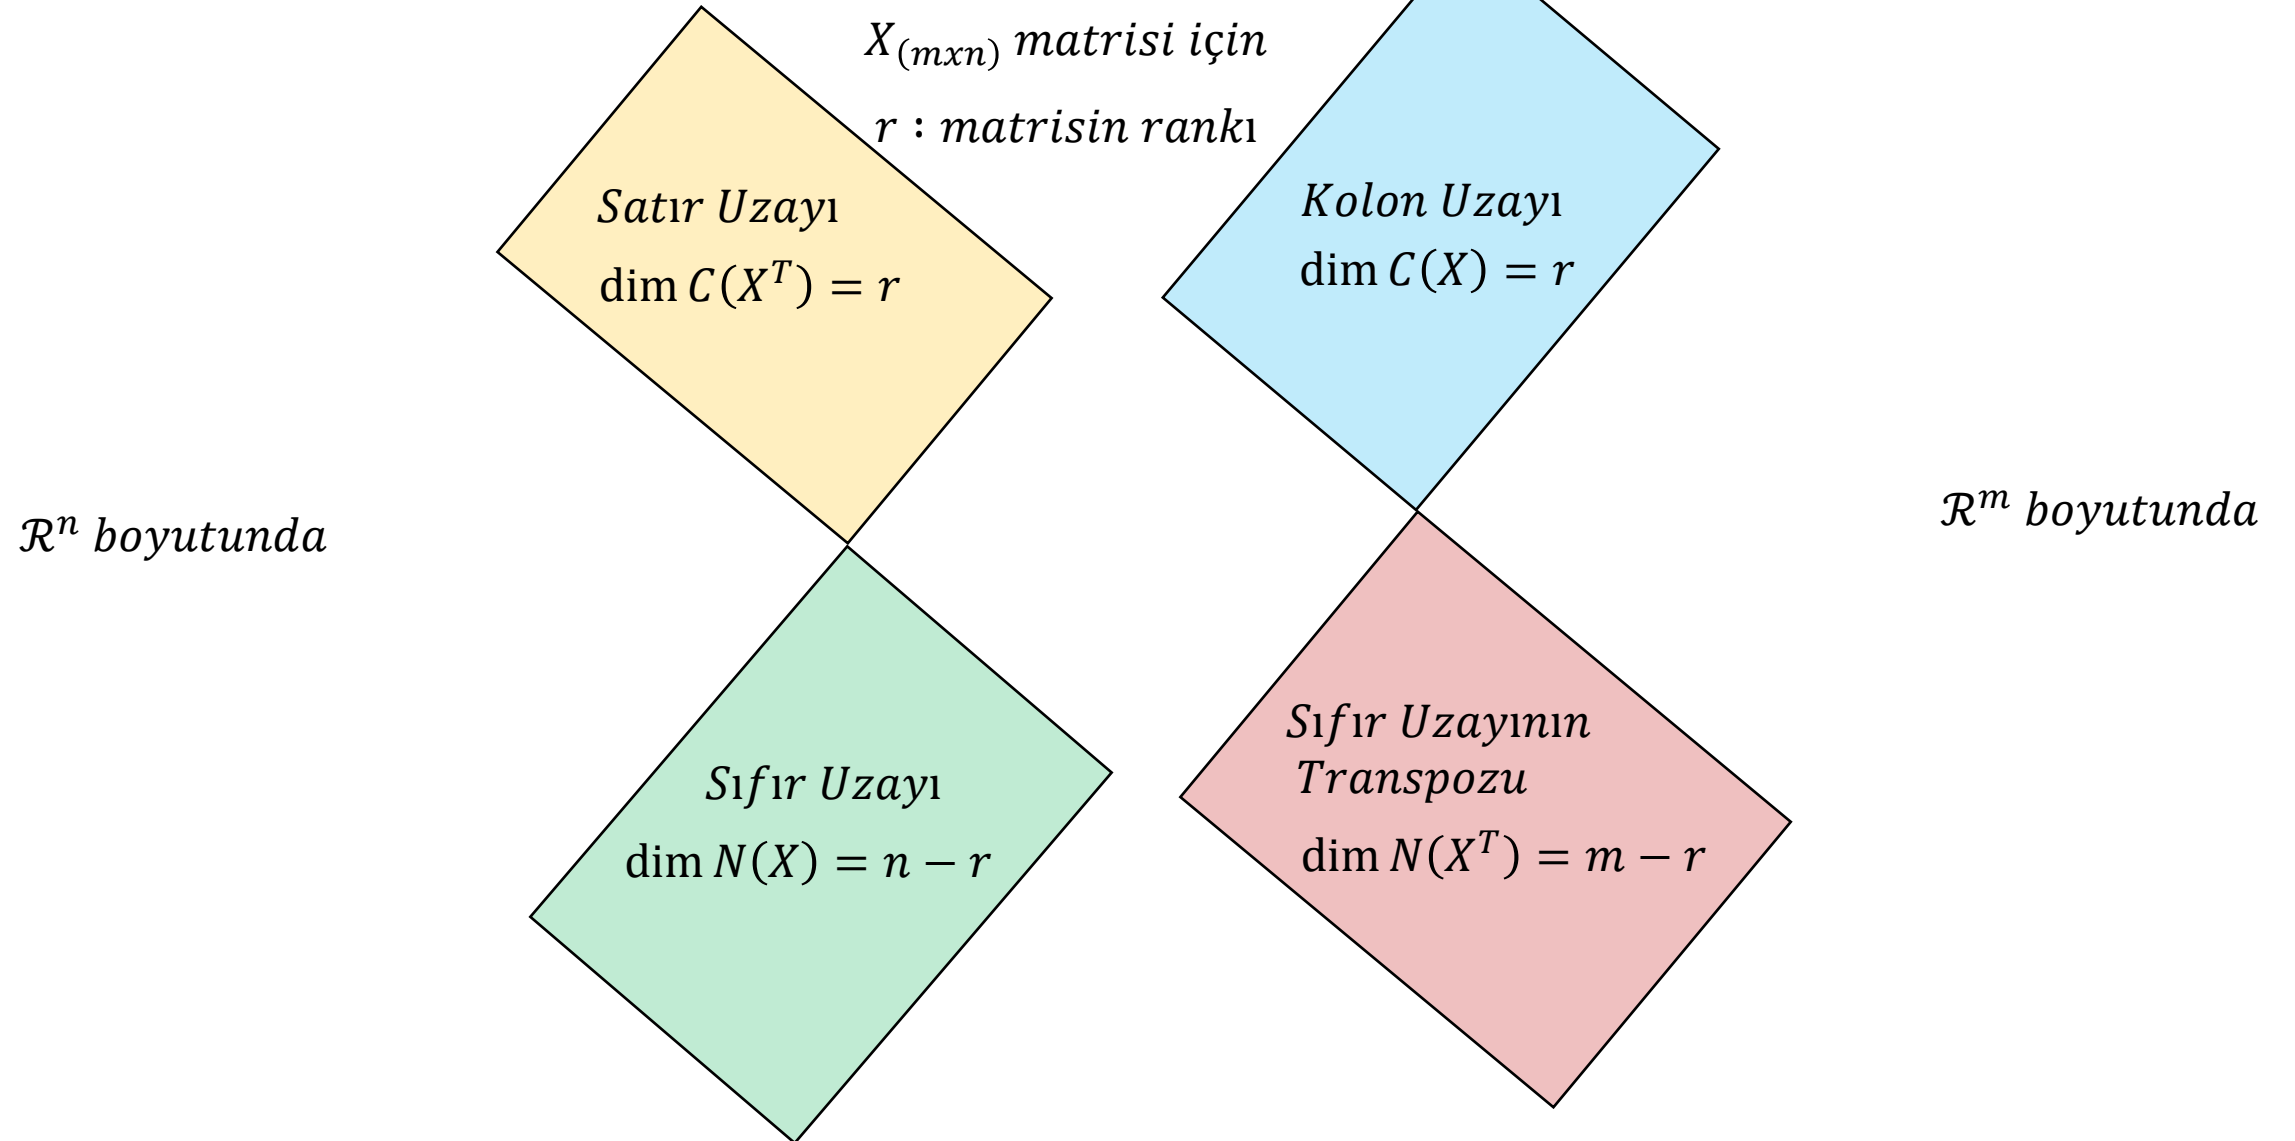 X_(mxn) matrisi için
r : matrisin rankı
Satır Uzayı
dim C(X^T) = r
Kolon Uzayı
dim C(X) = r
ℛ^n boyutunda
ℛ^m boyutunda
Sıfır Uzayı
dim N(X) = n − r
Sıfır Uzayının
Transpozu
dim N(X^T) = m − r